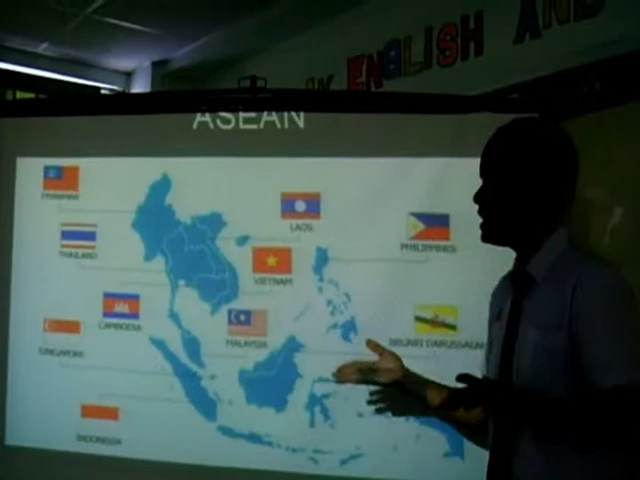 ENGLISH AND
ASEAN
LAOS
PHILIPPINES
THAILAND
VIETNAM
CAMBODIA
MALAYSIA
BRUNEI DARUSSALAM
SINGAPORE
INDONESIA